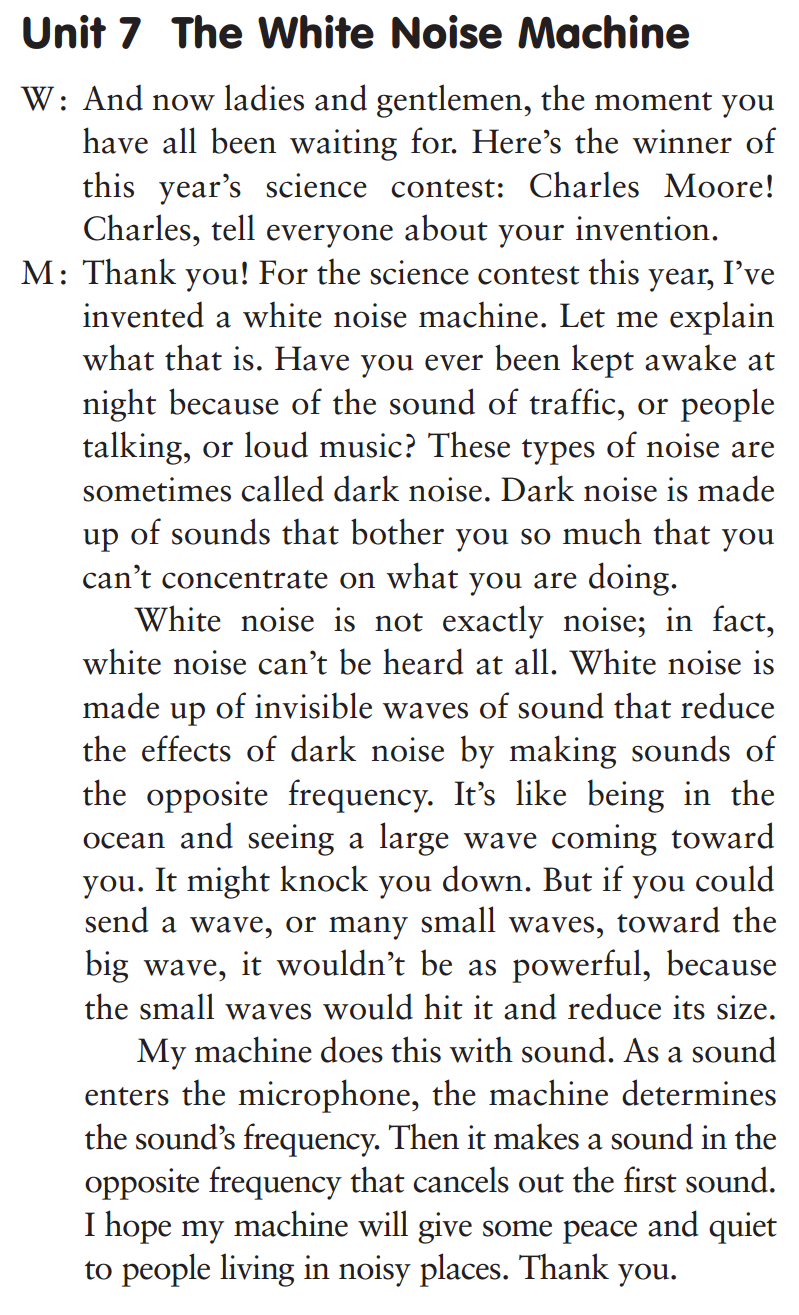 Unit 7 The White Noise Machine
W: And now ladies and gentlemen, the moment you
have all been waiting for. Here’s the winner of
this year’s science contest: Charles Moore!
Charles, tell everyone about your invention.
M: Thank you! For the science contest this year, I’ve
invented a white noise machine. Let me explain
what that is. Have you ever been kept awake at
night because of the sound of traffic, or people
talking, or loud music? These types of noise are
sometimes called dark noise. Dark noise is made
up of sounds that bother you so much that you
can’t concentrate on what you are doing.
White noise is not exactly noise; in fact,
white noise can’t be heard at all. White noise is
made up of invisible waves of sound that reduce
the effects of dark noise by making sounds of
the opposite frequency. It’s like being in the
ocean and seeing a large wave coming toward
you. It might knock you down. But if you could
send a wave, or many small waves, toward the
big wave, it wouldn’t be as powerful, because
the small waves would hit it and reduce its size.
My machine does this with sound. As a sound
enters the microphone, the machine determines
the sound’s frequency. Then it makes a sound in the
opposite frequency that cancels out the first sound.
I hope my machine will give some peace and quiet
to people living in noisy places. Thank you.